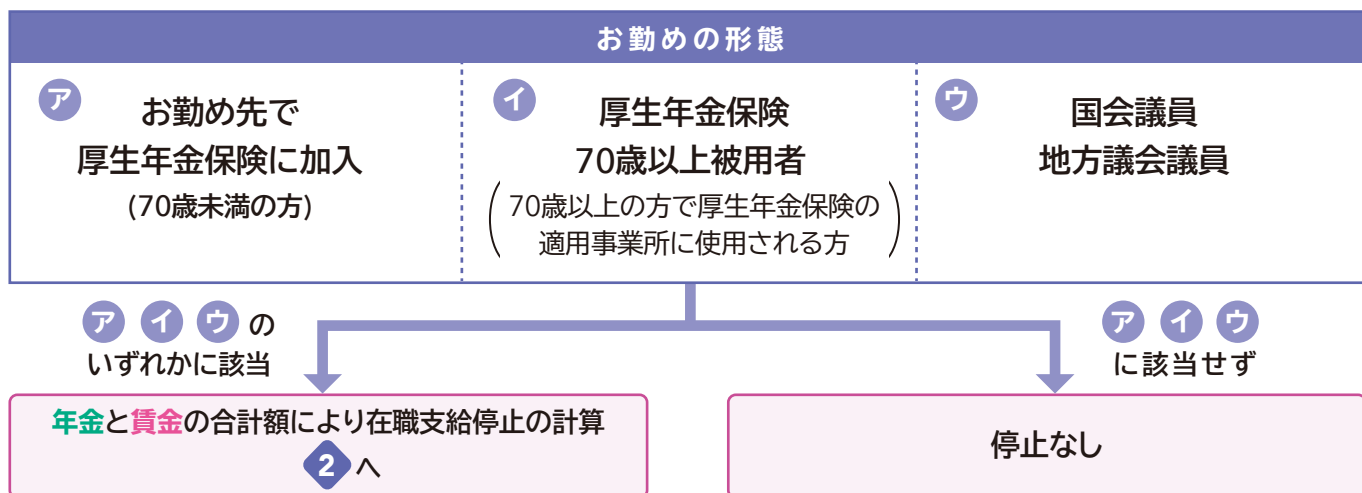 お勤めの形態
ア
お勤め先で
厚生年金保険に加入
(70歳未満の方)
イ
厚生年金保険
70歳以上被用者
(70歳以上の方で厚生年金保険の
適用事業所に使用される方)
ウ
国会議員
地方議会議員
ア イ ウ の
いずれかに該当
ア イ ウ
に該当せず
年金と賃金の合計額により在職支給停止の計算
2 へ
停止なし